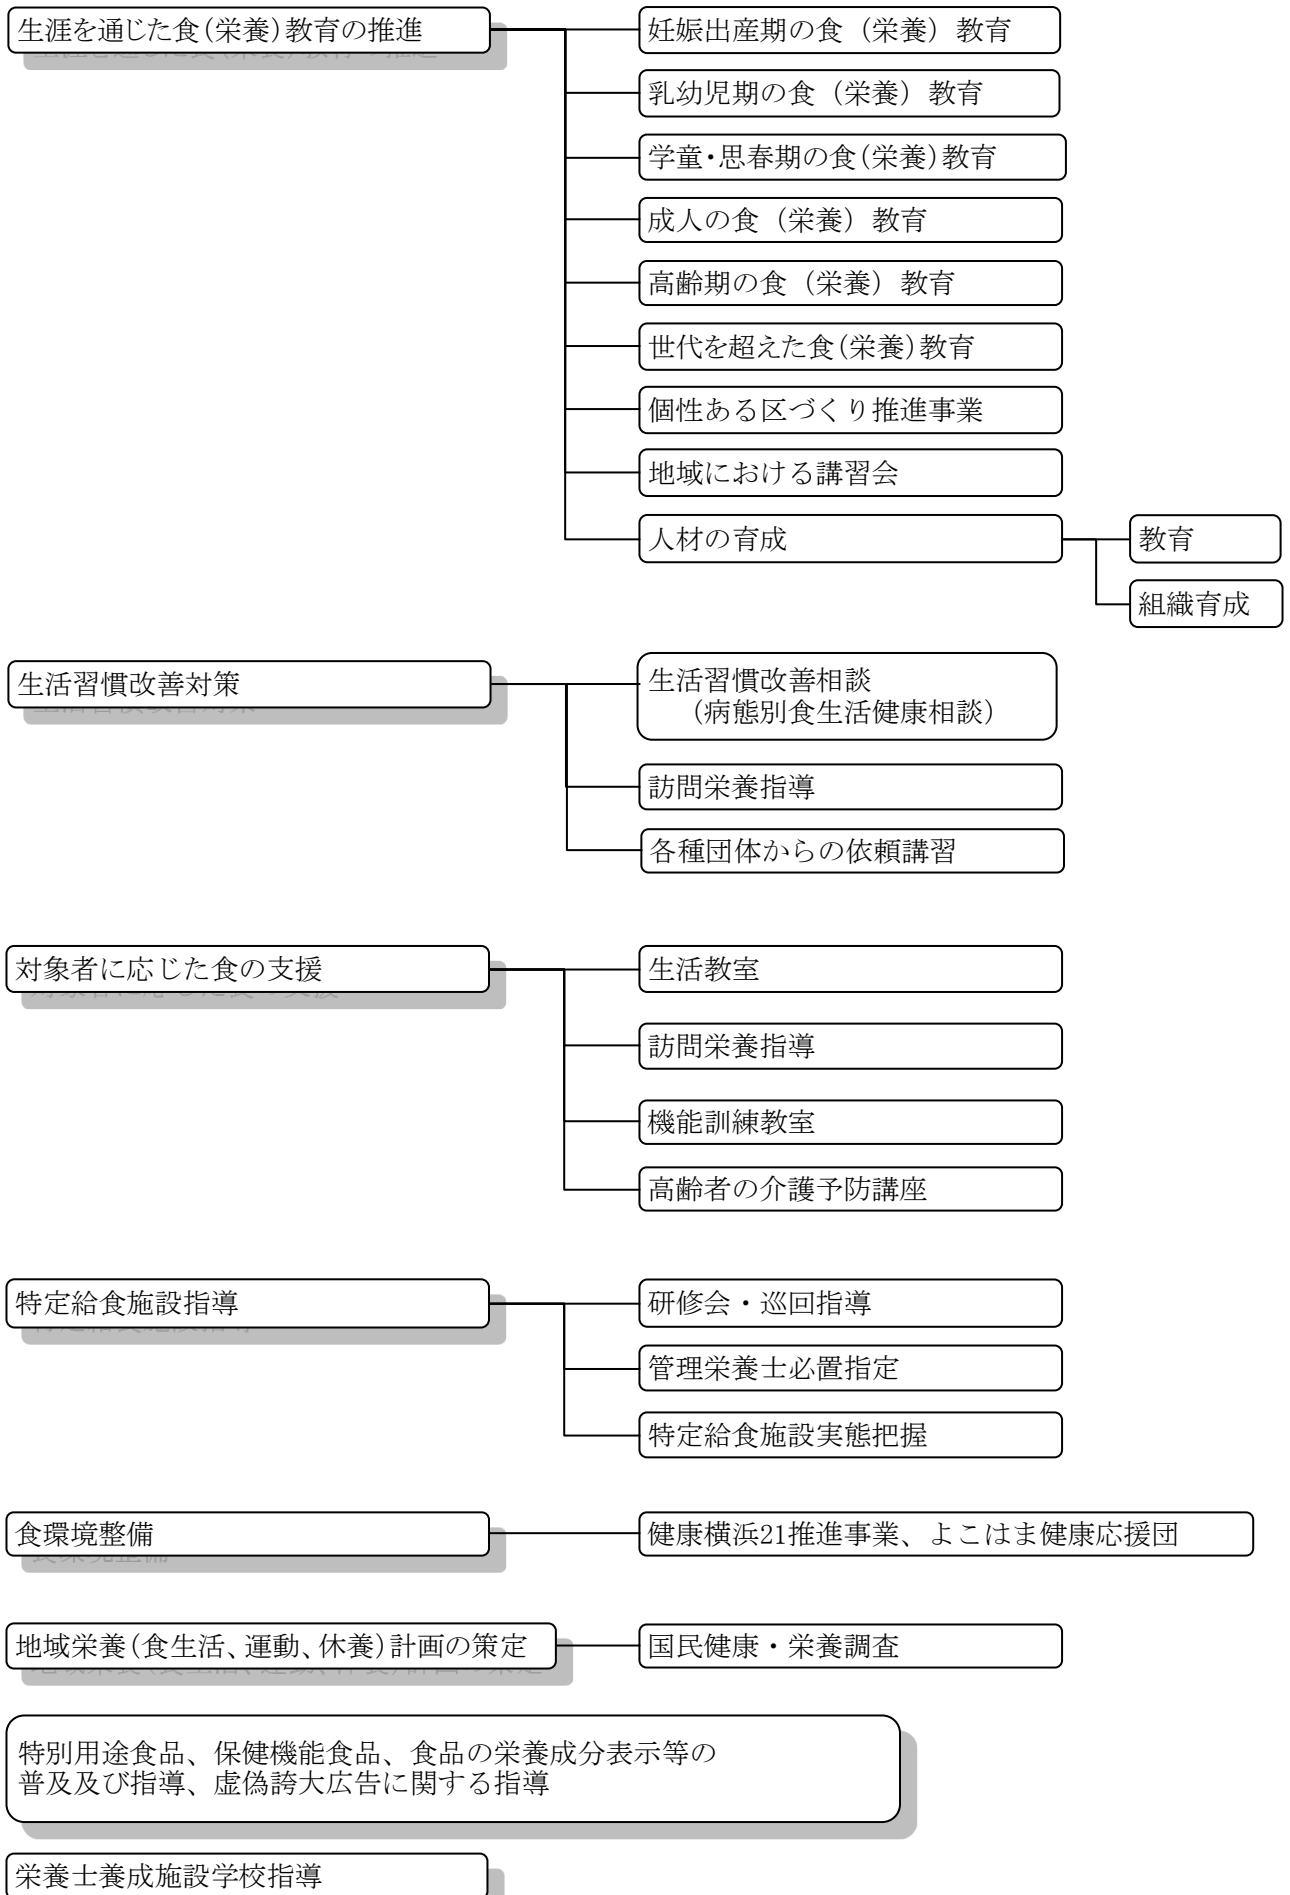 生涯を通じた食(栄養)教育の推進
妊娠出産期の食（栄養）教育
乳幼児期の食（栄養）教育
学童・思春期の食(栄養)教育
成人の食（栄養）教育
高齢期の食（栄養）教育
世代を超えた食(栄養)教育
個性ある区づくり推進事業
地域における講習会
人材の育成
教育
組織育成
生活習慣改善対策
生活習慣改善相談
（病態別食生活健康相談）
訪問栄養指導
各種団体からの依頼講習
対象者に応じた食の支援
生活教室
訪問栄養指導
機能訓練教室
高齢者の介護予防講座
特定給食施設指導
研修会・巡回指導
管理栄養士必置指定
特定給食施設実態把握
食環境整備
健康横浜21推進事業、よこはま健康応援団
地域栄養(食生活、運動、休養)計画の策定
国民健康・栄養調査
特別用途食品、保健機能食品、食品の栄養成分表示等の
普及及び指導、虚偽誇大広告に関する指導
栄養士養成施設学校指導